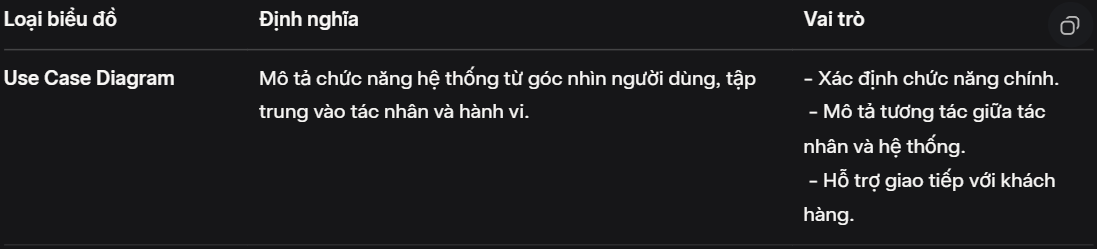 Loại biểu đồ Định nghĩa Vai trò
Use Case Diagram Mô tả chức năng hệ thống từ góc nhìn người dùng, tập trung vào tác nhân và hành vi.
- Xác định chức năng chính.
- Mô tả tương tác giữa tác
nhân và hệ thống.
- Hỗ trợ giao tiếp với khách
hàng.